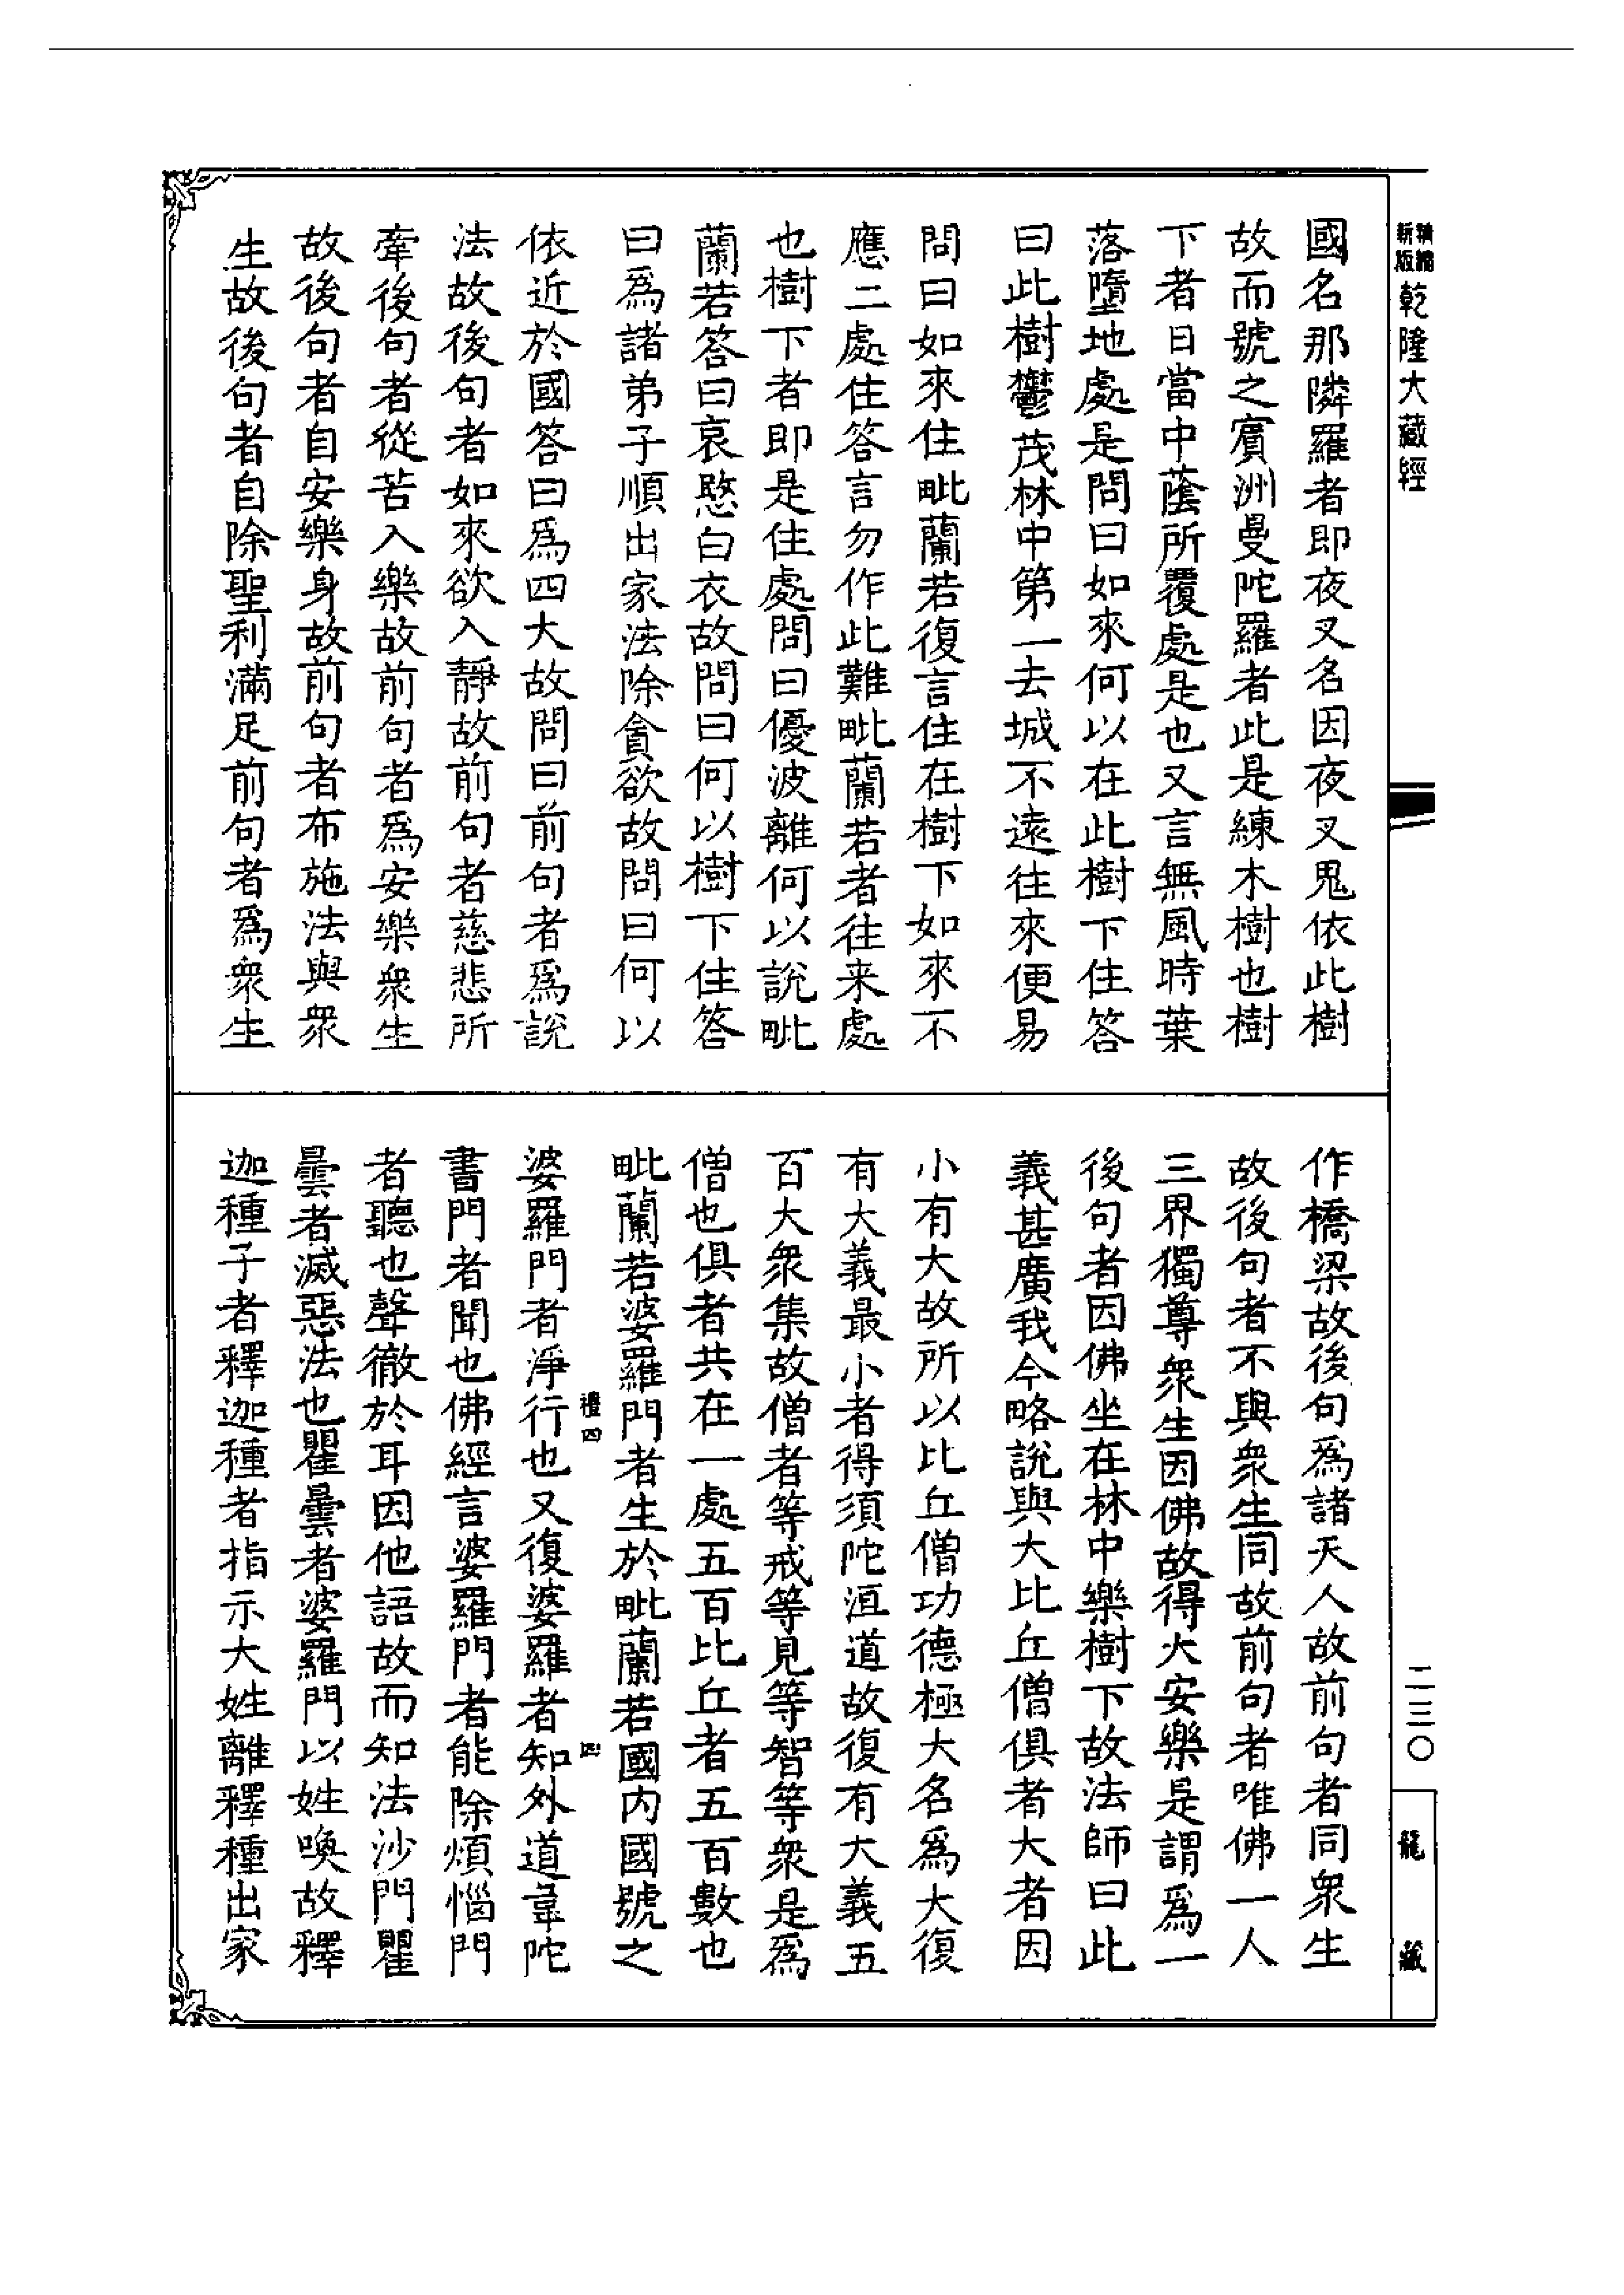 精縮
新版
乾隆大藏經
國名那隣羅者即夜叉名因夜叉鬼依此樹
故而號之賓洲曼陀羅者此是練木樹也樹
下者日當中蔭所覆處是也又言無風時葉
落墮地處是問曰如來何以在此樹下住答
曰此樹鬱茂林中第一去城不遠往來便易
問曰如來住毗蘭若復言住在樹下如來不
應二處住答言勿作此難毗蘭若者往来處
也樹下者即是住處問曰優波離何以說毗
蘭若答曰哀愍白衣故問曰何以樹下住答
曰爲諸弟子順出家法除貪欲故問曰何以
依近於國答曰爲四大故問曰前句者爲說
法故後句者如來欲入靜故前句者慈悲所
牽後句者從苦入樂故前句者爲安樂衆生
故後句者自安樂身故前句者布施法與衆
生故後句者自除聖利滿足前句者爲衆生
作橋梁故後句爲諸天人故前句者同衆生
故後句者不與衆生同故前句者唯佛一人
三界獨尊衆生因佛故得大安樂是謂爲一
後句者因佛坐在林中樂樹下故法師曰此
義甚廣我今略說與大比丘僧俱者大者因
小有大故所以比丘僧功德極大名爲大復
有大義最小者得須陀洹道故復有大義五
百大衆集故僧者等戒等見等智等衆是爲
僧也俱者共在一處五百比丘者五百數也
毗蘭若婆羅門者生於毗蘭若國内國號之
禮四
四
婆羅門者淨行也又復婆羅者知外道韋陀
書門者聞也佛經言婆羅門者能除煩惱門
者聽也聲徹於耳因他語故而知法沙門瞿
曇者滅惡法也瞿曇者婆羅門以姓喚故釋
迦種子者釋迦種者指示大姓離釋種出家
二三〇
龍藏